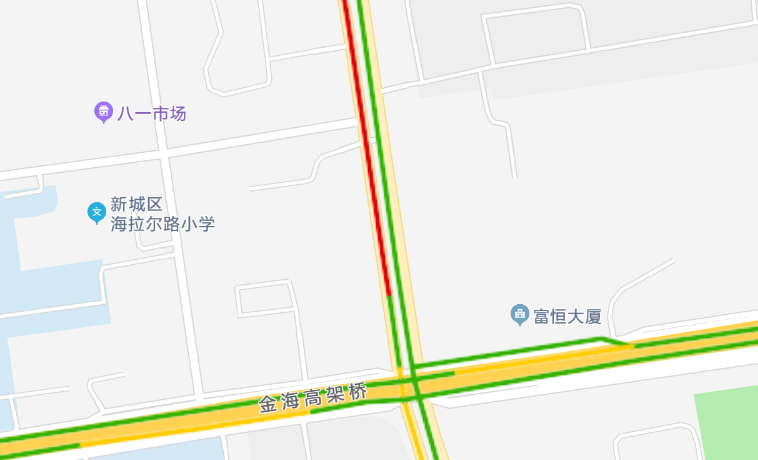 八一市场
新城区
海拉尔路小学
富恒大厦
金海高架桥